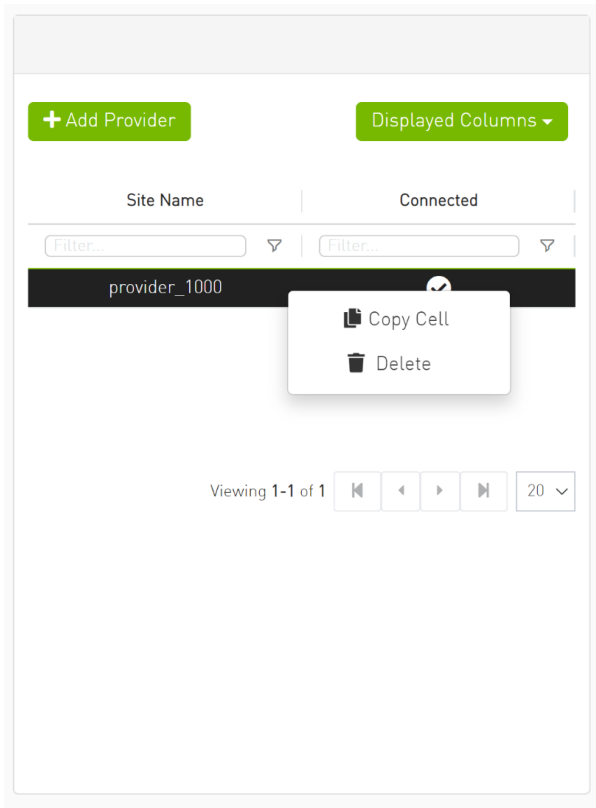 Add Provider
Displayed Columns
Site Name
Connected
Filter...
Filter...
provider_1000
Copy Cell
Delete
Viewing 1-1 of 1
20